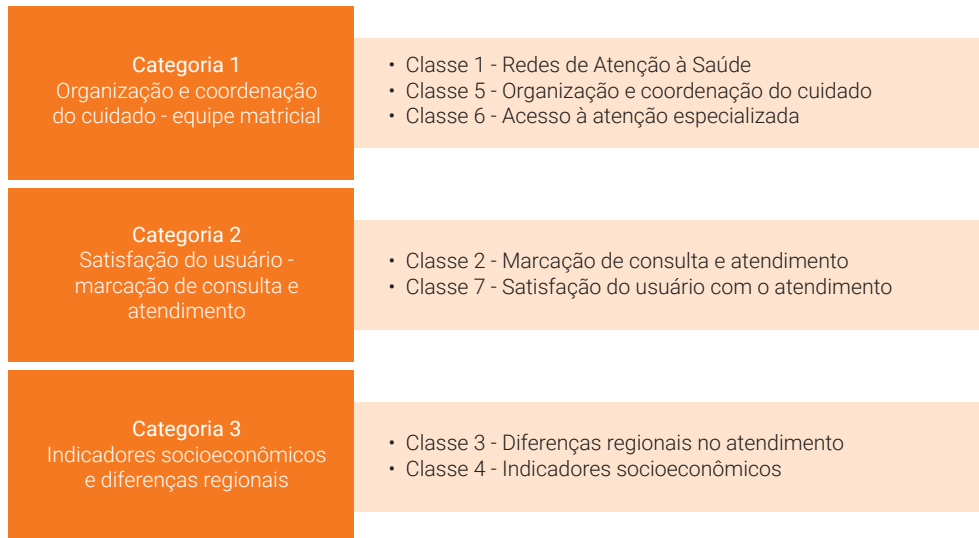 Categoria 1
Organização e coordenação
do cuidado - equipe matricial
• Classe 1 - Redes de Atenção à Saúde
• Classe 5 - Organização e coordenação do cuidado
• Classe 6 - Acesso à atenção especializada
Categoria 2
Satisfação do usuário -
marcação de consulta e
atendimento
• Classe 2 - Marcação de consulta e atendimento
• Classe 7 - Satisfação do usuário com o atendimento
Categoria 3
Indicadores socioeconômicos
e diferenças regionais
• Classe 3 - Diferenças regionais no atendimento
• Classe 4 - Indicadores socioeconômicos